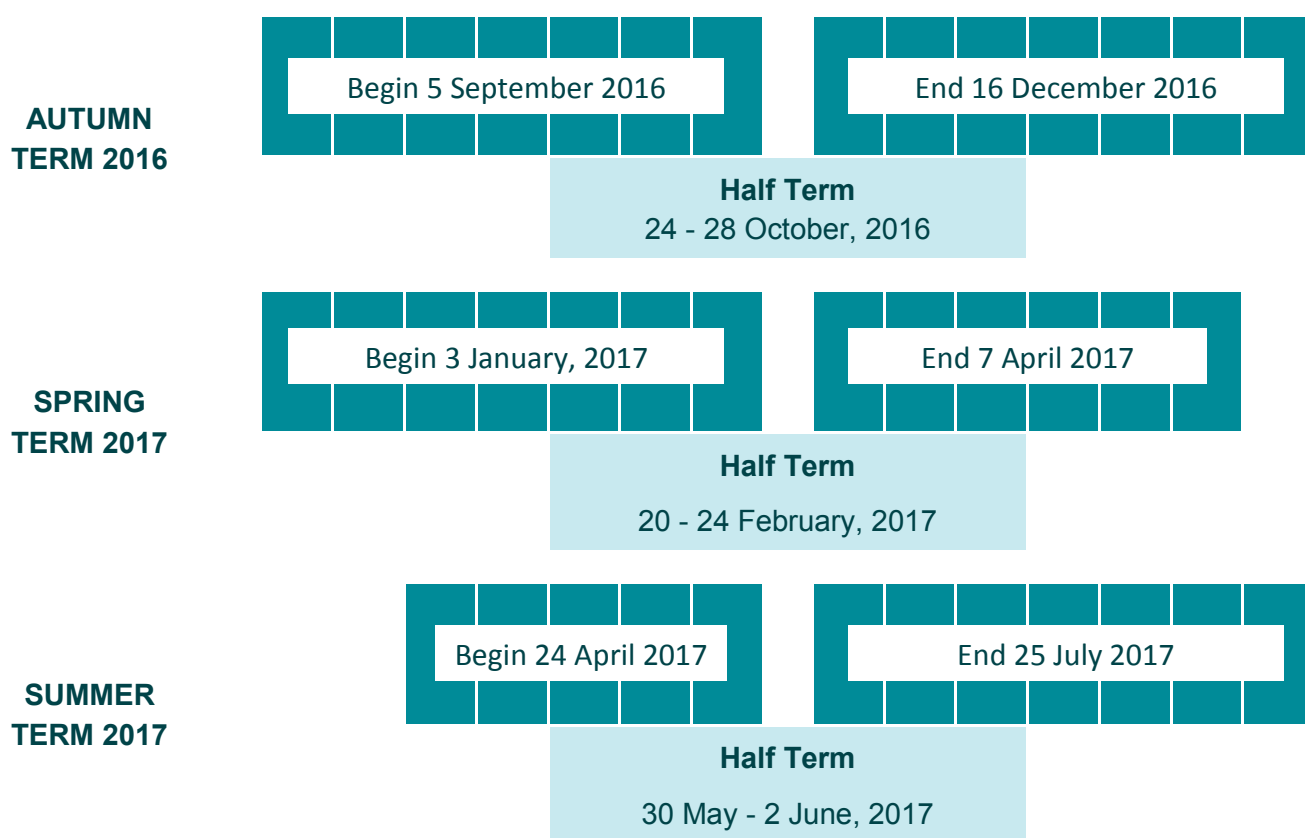 AUTUMN
TERM 2016
Begin 5 September 2016
End 16 December 2016
Half Term
24 - 28 October, 2016
SPRING
TERM 2017
Begin 3 January, 2017
End 7 April 2017
Half Term
20 - 24 February, 2017
SUMMER
TERM 2017
Begin 24 April 2017
End 25 July 2017
Half Term
30 May - 2 June, 2017